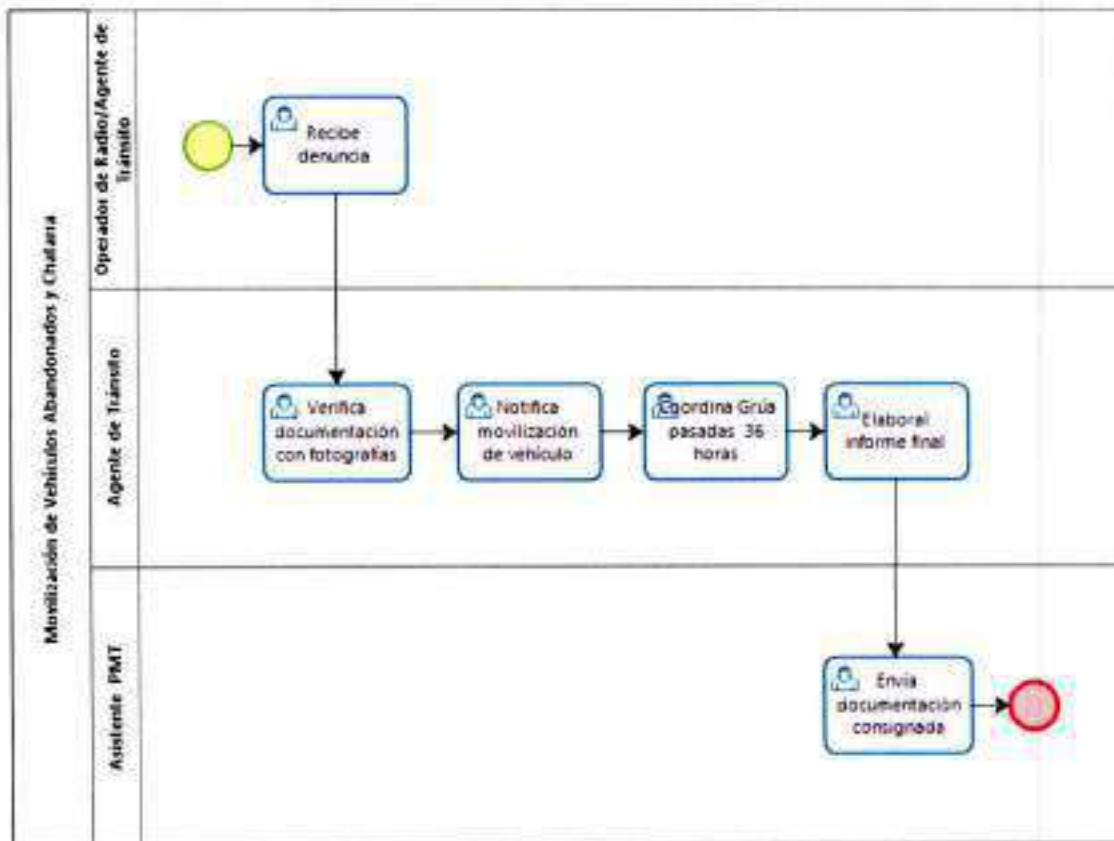 Movilización de Vehículos Abandonados y Chatarra
Operador de Radio/Agente de
Tránsito
Recibe
denuncia
Agente de Tránsito
Verifica
documentación
con fotografías
Notifica
movilización
de vehículo
Coordina Grúa
pasadas 36
horas
Elaboral
informe final
Asistente PMT
Envía
documentación
consignada